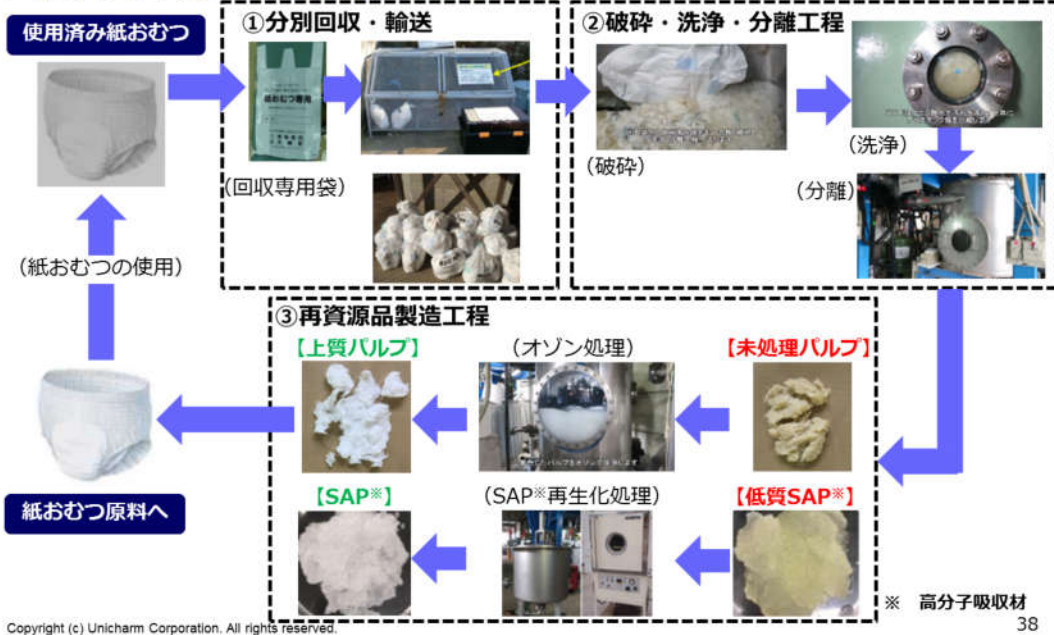 使用済み紙おむつ
①分別回収・輸送
紙おむつ専用
(回収専用袋)
②破砕・洗浄・分離工程
(破砕)
(洗浄)
(分離)
(紙おむつの使用)
③再資源品製造工程
【上質パルプ】
(オゾン処理)
【未処理パルプ】
【SAP※】
(SAP※再生化処理)
【低質SAP※】
紙おむつ原料へ
※ 高分子吸収材
Copyright (c) Unicharm Corporation. All rights reserved.
38